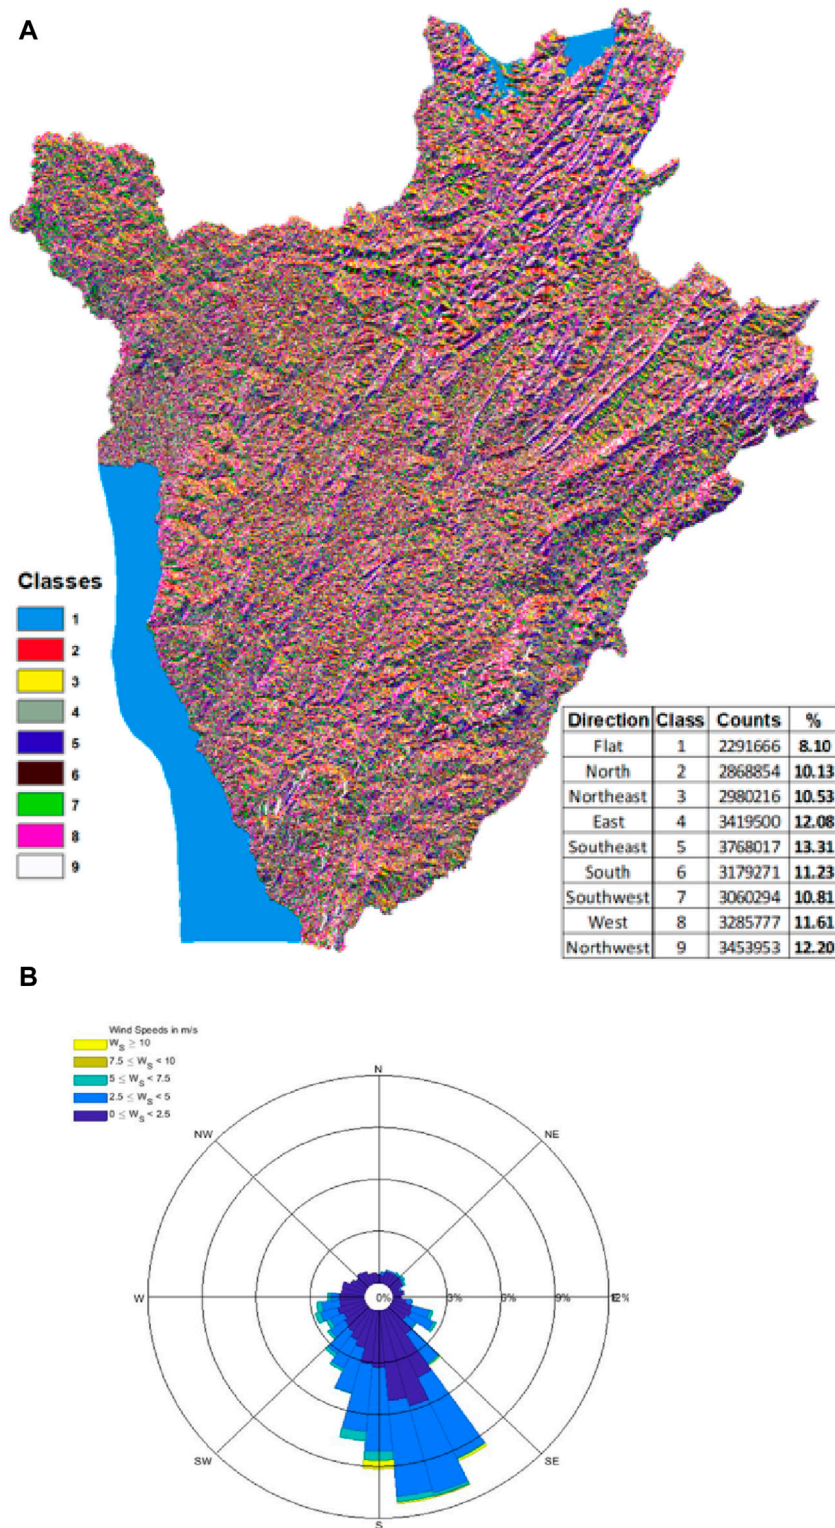 A
Classes
1
2
3
4
5
6
7
8
9
Direction Class Counts %
Flat 1 2291666 8.10
North 2 2868854 10.13
Northeast 3 2980216 10.53
East 4 3419500 12.08
Southeast 5 3768017 13.31
South 6 3179271 11.23
Southwest 7 3060294 10.81
West 8 3285777 11.61
Northwest 9 3453953 12.20
B
Wind Speeds in m/s
W_S ≥ 10
7.5 ≤ W_S < 10
5 ≤ W_S < 7.5
2.5 ≤ W_S < 5
0 ≤ W_S < 2.5
N
NW NE
W 0% 3% 6% 9% 12% E
SW SE
S